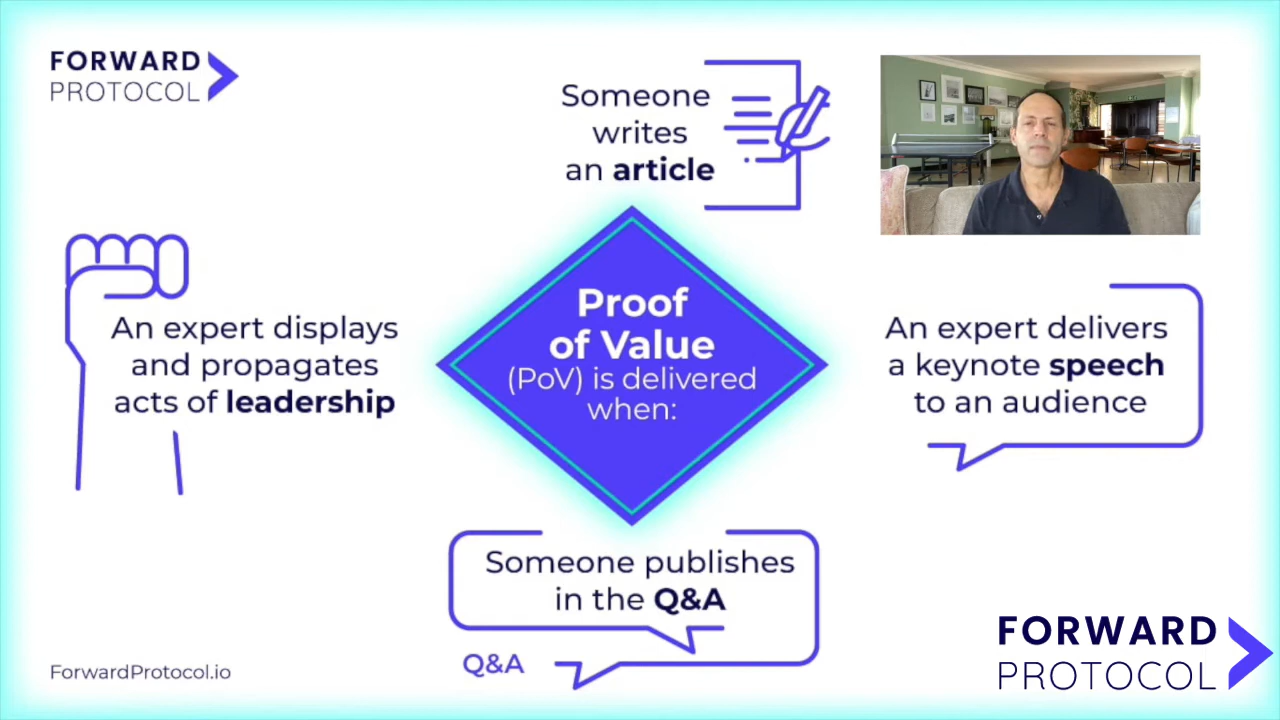 FORWARD
PROTOCOL
Someone
writes
an article
An expert displays
and propagates
acts of leadership
Proof
of Value
(PoV) is delivered
when:
An expert delivers
a keynote speech
to an audience
Someone publishes
in the Q&A
Q&A
ForwardProtocol.io
FORWARD
PROTOCOL